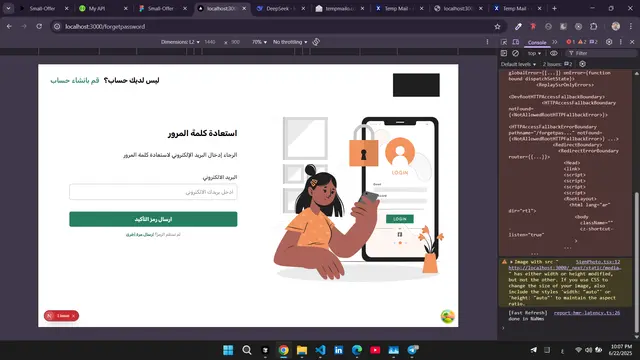 Small-Offer
My API
Small-Offer
localhost:3000/
DeepSeek -
tempmailo.c
Temp Mail -
localhost:3000/
Temp Mail -
localhost:3000/forgetpassword
Dimensions: L2
1440
×
900
70%
No throttling
Console
Filter
Default levels
2 Issues:
2
globalError={[...]} onError={function
bound dispatchSetState}>
<ReplaySsrOnlyErrors>
<DevRootHTTPAccessFallbackBoundary>
<HTTPAccessFallbackBoundary
notFound=
{<NotAllowedRootHTTPFallbackError>}>
<HTTPAccessFallbackErrorBoundary
pathname="/forgetpas..." notFound=
{<NotAllowedRootHTTPFallbackError>} ...>
<RedirectBoundary>
<RedirectErrorBoundary
router={{...}}>
<Head>
<link>
<script>
<script>
<script>
<RootLayout>
<html lang="ar"
dir="rtl">
<body
className=""
cz-shortcut-
listen="true"
>
...
...
Image with src "
SignPhoto.tsx:12
http://localhost:3000/_next/static/media…
" has either width or height modified,
but not the other. If you use CSS to
change the size of your image, also
include the styles 'width: "auto"' or
'height: "auto"' to maintain the aspect
ratio.
[Fast Refresh]
report-hmr-latency.ts:26
done in NaNms
ليس لديك حساب؟ قم بانشاء حساب
استعادة كلمة المرور
الرجاء إدخال البريد الإلكتروني لاستعادة كلمة المرور
البريد الالكتروني
ادخل بريدك الالكتروني
ارسال رمز التأكيد
لم تستلم الرمز؟ ارسال مرة اخرى
LOGIN
LOGIN
1 Issue
10:07 PM
6/22/2025